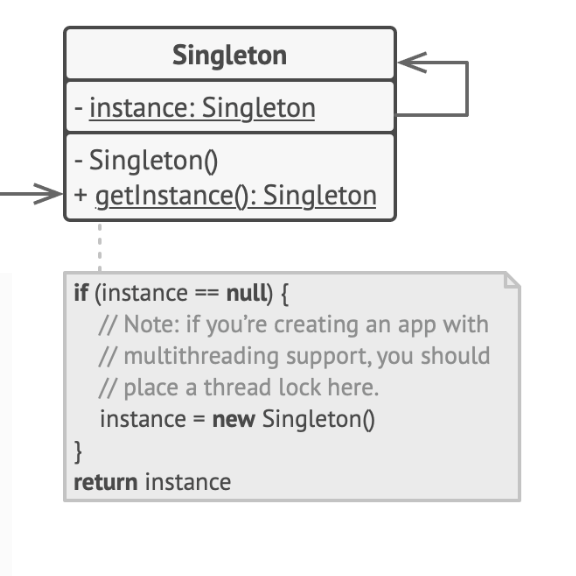 Singleton
- instance: Singleton
- Singleton()
+ getInstance(): Singleton
if (instance == null) {
// Note: if you’re creating an app with
// multithreading support, you should
// place a thread lock here.
instance = new Singleton()
}
return instance